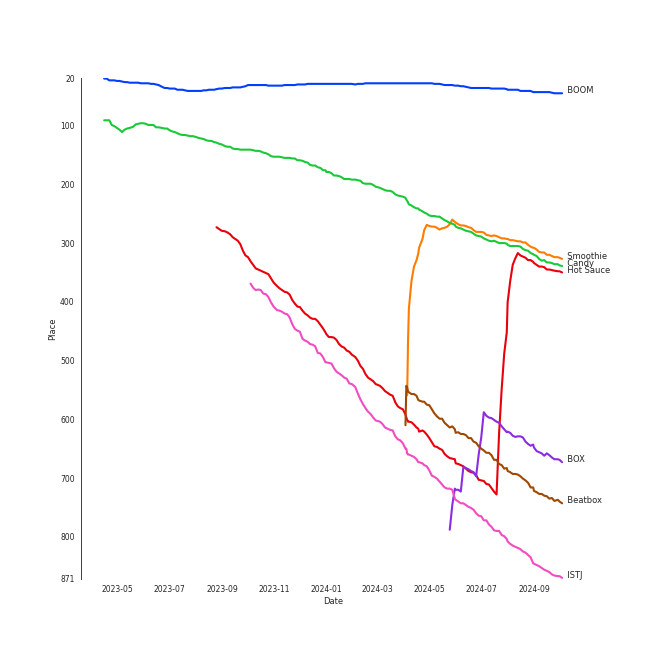 20
100
200
300
400
500
600
700
800
871
Place
BOOM
Smoothie
Candy
Hot Sauce
BOX
Beatbox
ISTJ
2023-05
2023-07
2023-09
2023-11
2024-01
2024-03
2024-05
2024-07
2024-09
Date